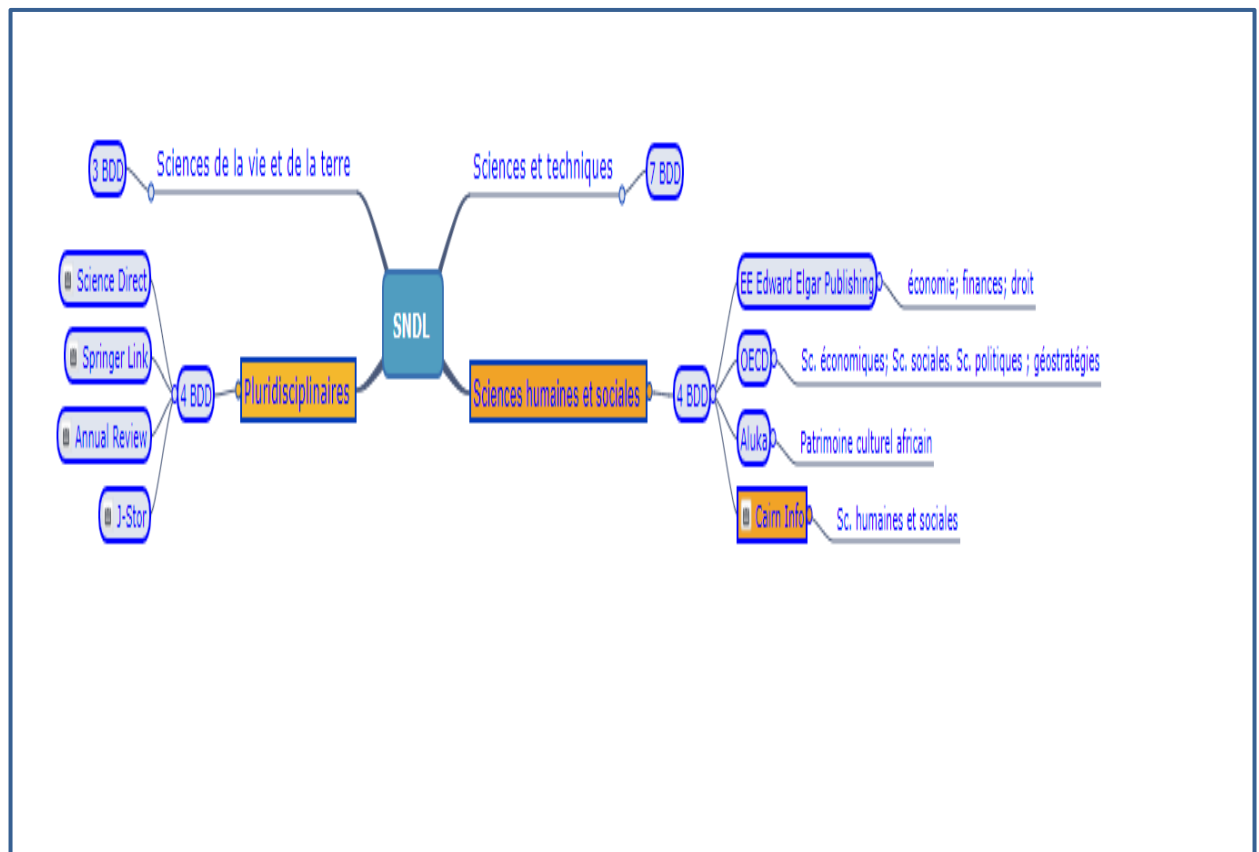 3 BDD
Sciences de la vie et de la terre
Sciences et techniques
7 BDD
SNDL
Pluridisciplinaires
4 BDD
Science Direct
Springer Link
Annual Review
J-Stor
Sciences humaines et sociales
4 BDD
EE Edward Elgar Publishing
économie; finances; droit
OECD
Sc. économiques; Sc. sociales. Sc. politiques ; géostratégies
Aluka
Patrimoine culturel africain
Cairn Info
Sc. humaines et sociales